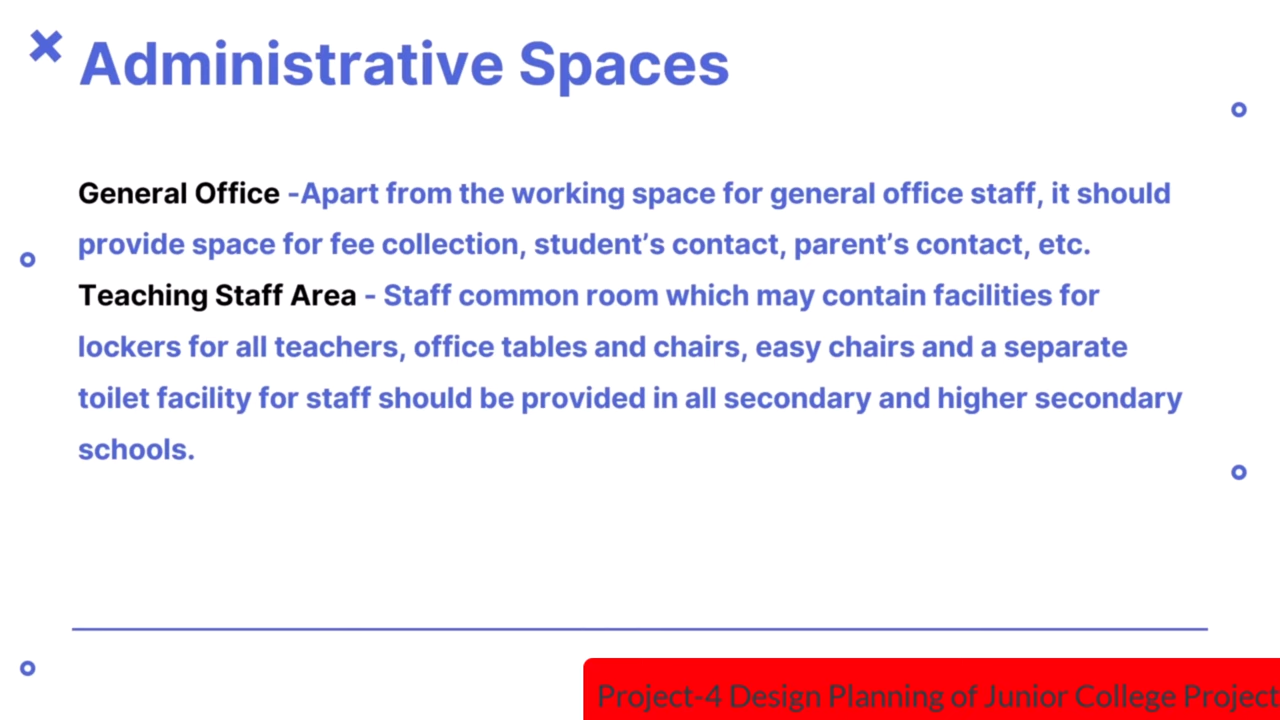 Administrative Spaces
General Office -Apart from the working space for general office staff, it should
provide space for fee collection, student’s contact, parent’s contact, etc.
Teaching Staff Area - Staff common room which may contain facilities for
lockers for all teachers, office tables and chairs, easy chairs and a separate
toilet facility for staff should be provided in all secondary and higher secondary
schools.
Project-4 Design Planning of Junior College Project